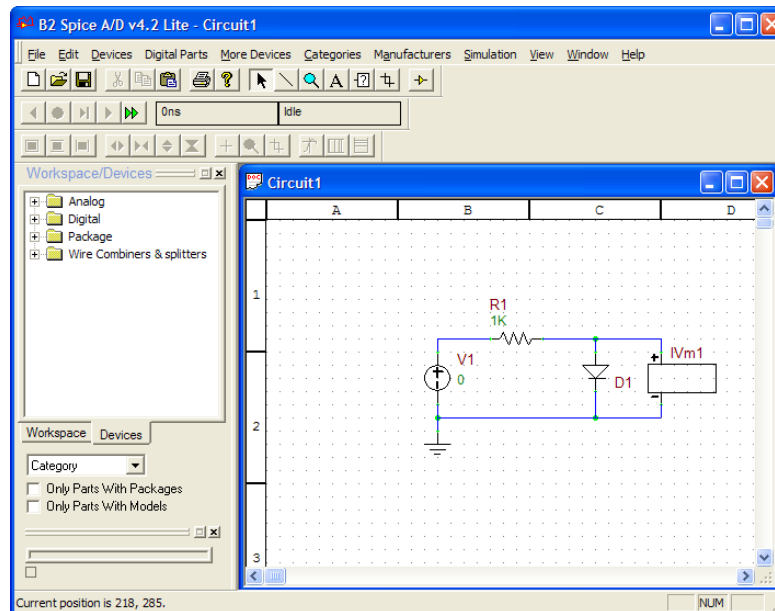 B2 Spice A/D v4.2 Lite - Circuit1
File Edit Devices Digital Parts More Devices Categories Manufacturers Simulation View Window Help
0ns Idle
Workspace/Devices
Analog
Digital
Package
Wire Combiners & splitters
Workspace Devices
Category
Only Parts With Packages
Only Parts With Models
Circuit1
A B C D
1
R1
1K
V1
0
D1
IVm1
2
3
Current position is 218, 285.
NUM